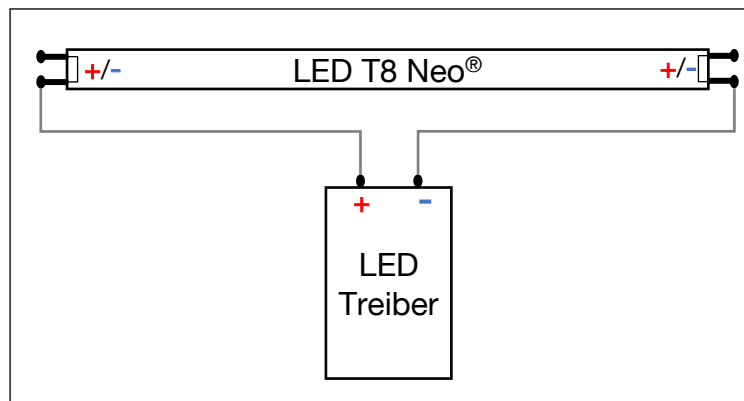 +/- LED T8 Neo® +/-
+ -
LED
Treiber